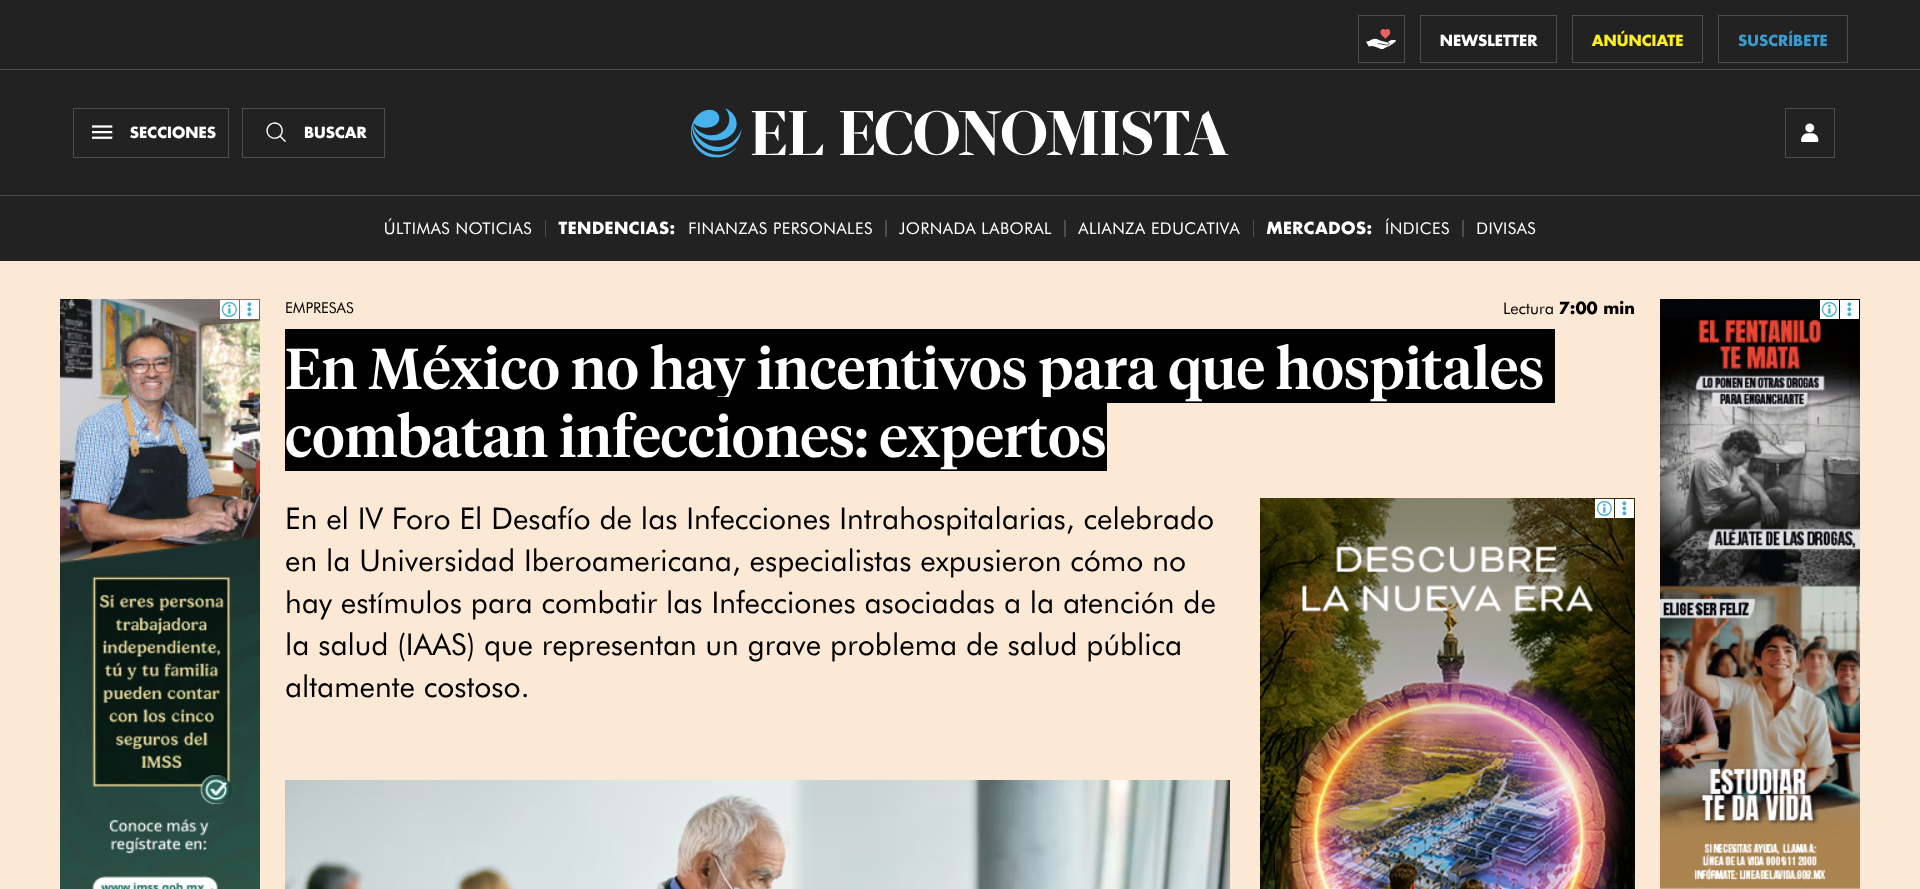 NEWSLETTER
ANÚNCIATE
SUSCRÍBETE
SECCIONES
BUSCAR
EL ECONOMISTA
ÚLTIMAS NOTICIAS
TENDENCIAS:
FINANZAS PERSONALES
JORNADA LABORAL
ALIANZA EDUCATIVA
MERCADOS:
ÍNDICES
DIVISAS
EMPRESAS
Lectura 7:00 min
En México no hay incentivos para que hospitales
combatan infecciones: expertos
En el IV Foro El Desafío de las Infecciones Intrahospitalarias, celebrado
en la Universidad Iberoamericana, especialistas expusieron cómo no
hay estímulos para combatir las Infecciones asociadas a la atención de
la salud (IAAS) que representan un grave problema de salud pública
altamente costoso.
Si eres persona
trabajadora
independiente,
tú y tu familia
pueden contar
con los cinco
seguros del
IMSS
Conoce más y
regístrate en:
www.imss.gob.mx
DESCUBRE
LA NUEVA ERA
EL FENTANILO
TE MATA
LO PONEN EN OTRAS DROGAS
PARA ENGANCHARTE
ALÉJATE DE LAS DROGAS,
ELIGE SER FELIZ
ESTUDIAR
TE DA VIDA
SI NECESITAS AYUDA, LLAMA A:
LÍNEA DE LA VIDA 800 911 2000
INFÓRMATE: LINEADELAVIDA.GOB.MX